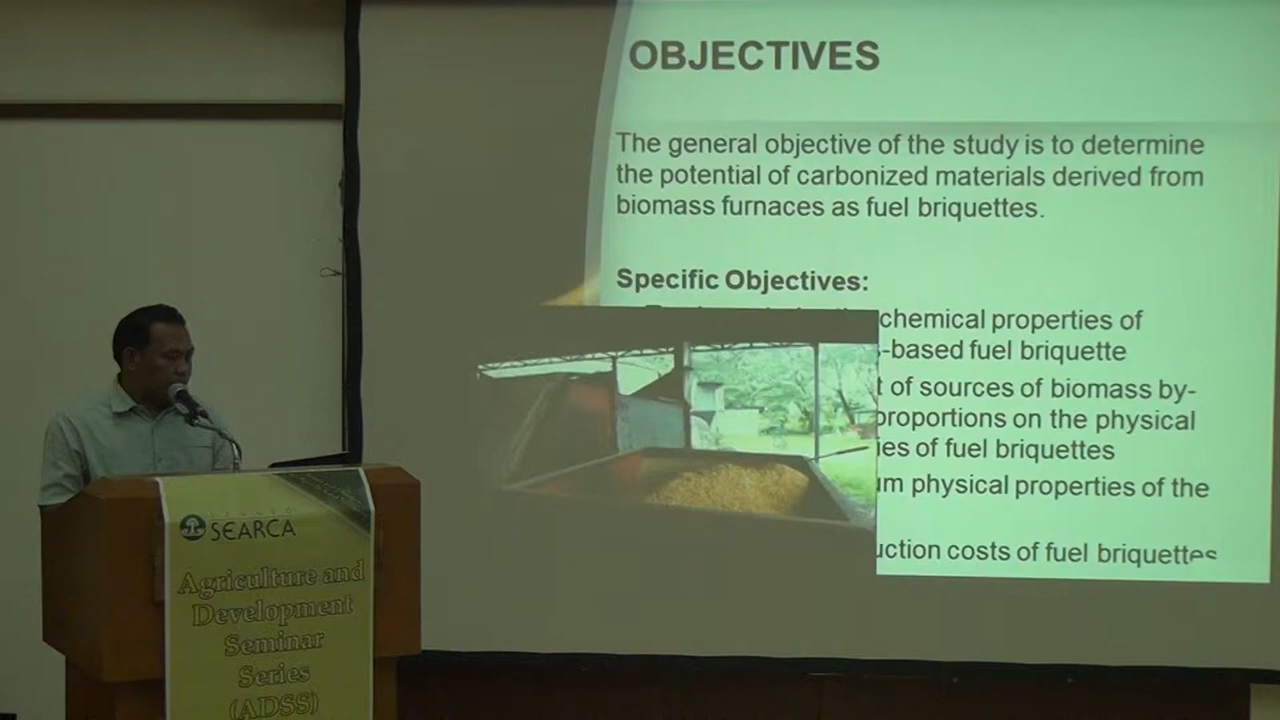 OBJECTIVES
The general objective of the study is to determine
the potential of carbonized materials derived from
biomass furnaces as fuel briquettes.
Specific Objectives:
chemical properties of
-based fuel briquette
of sources of biomass by-
proportions on the physical
of fuel briquettes
physical properties of the
costs of fuel briquettes
SEARCA
Agriculture and
Development
Seminar
Series
(ADSS)